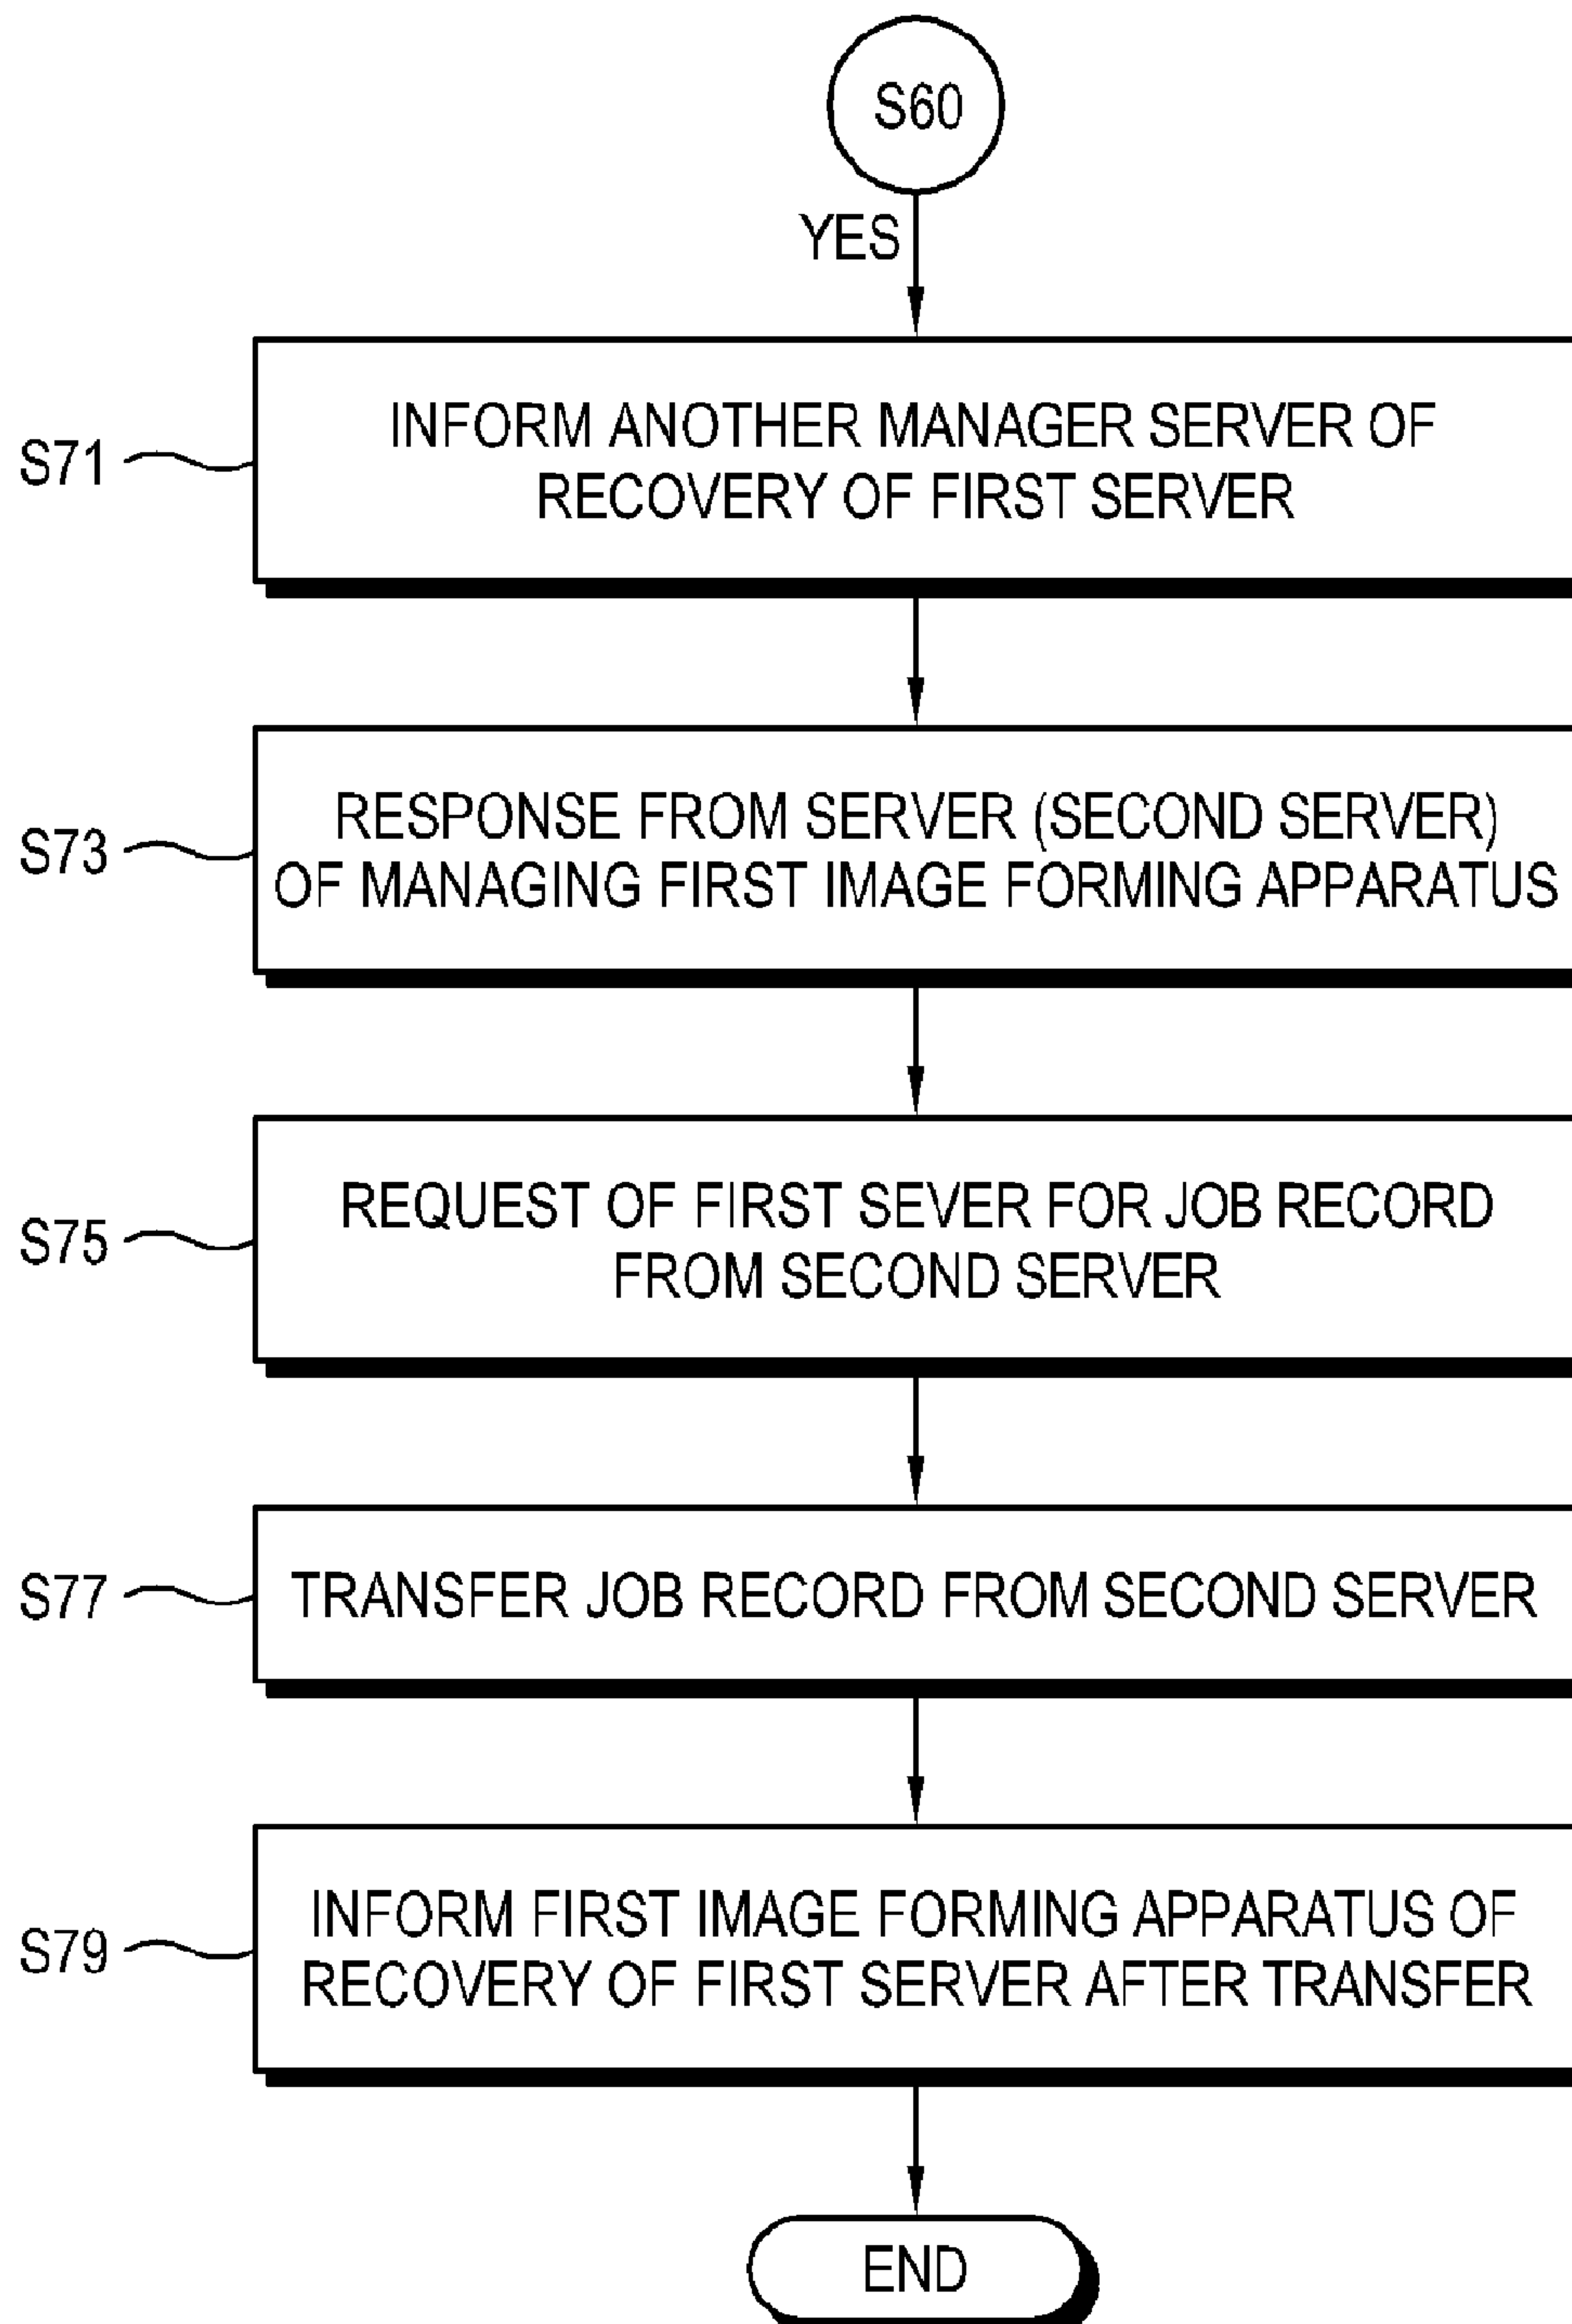 S60
YES
S71
INFORM ANOTHER MANAGER SERVER OF
RECOVERY OF FIRST SERVER
S73
RESPONSE FROM SERVER (SECOND SERVER)
OF MANAGING FIRST IMAGE FORMING APPARATUS
S75
REQUEST OF FIRST SEVER FOR JOB RECORD
FROM SECOND SERVER
S77
TRANSFER JOB RECORD FROM SECOND SERVER
S79
INFORM FIRST IMAGE FORMING APPARATUS OF
RECOVERY OF FIRST SERVER AFTER TRANSFER
END